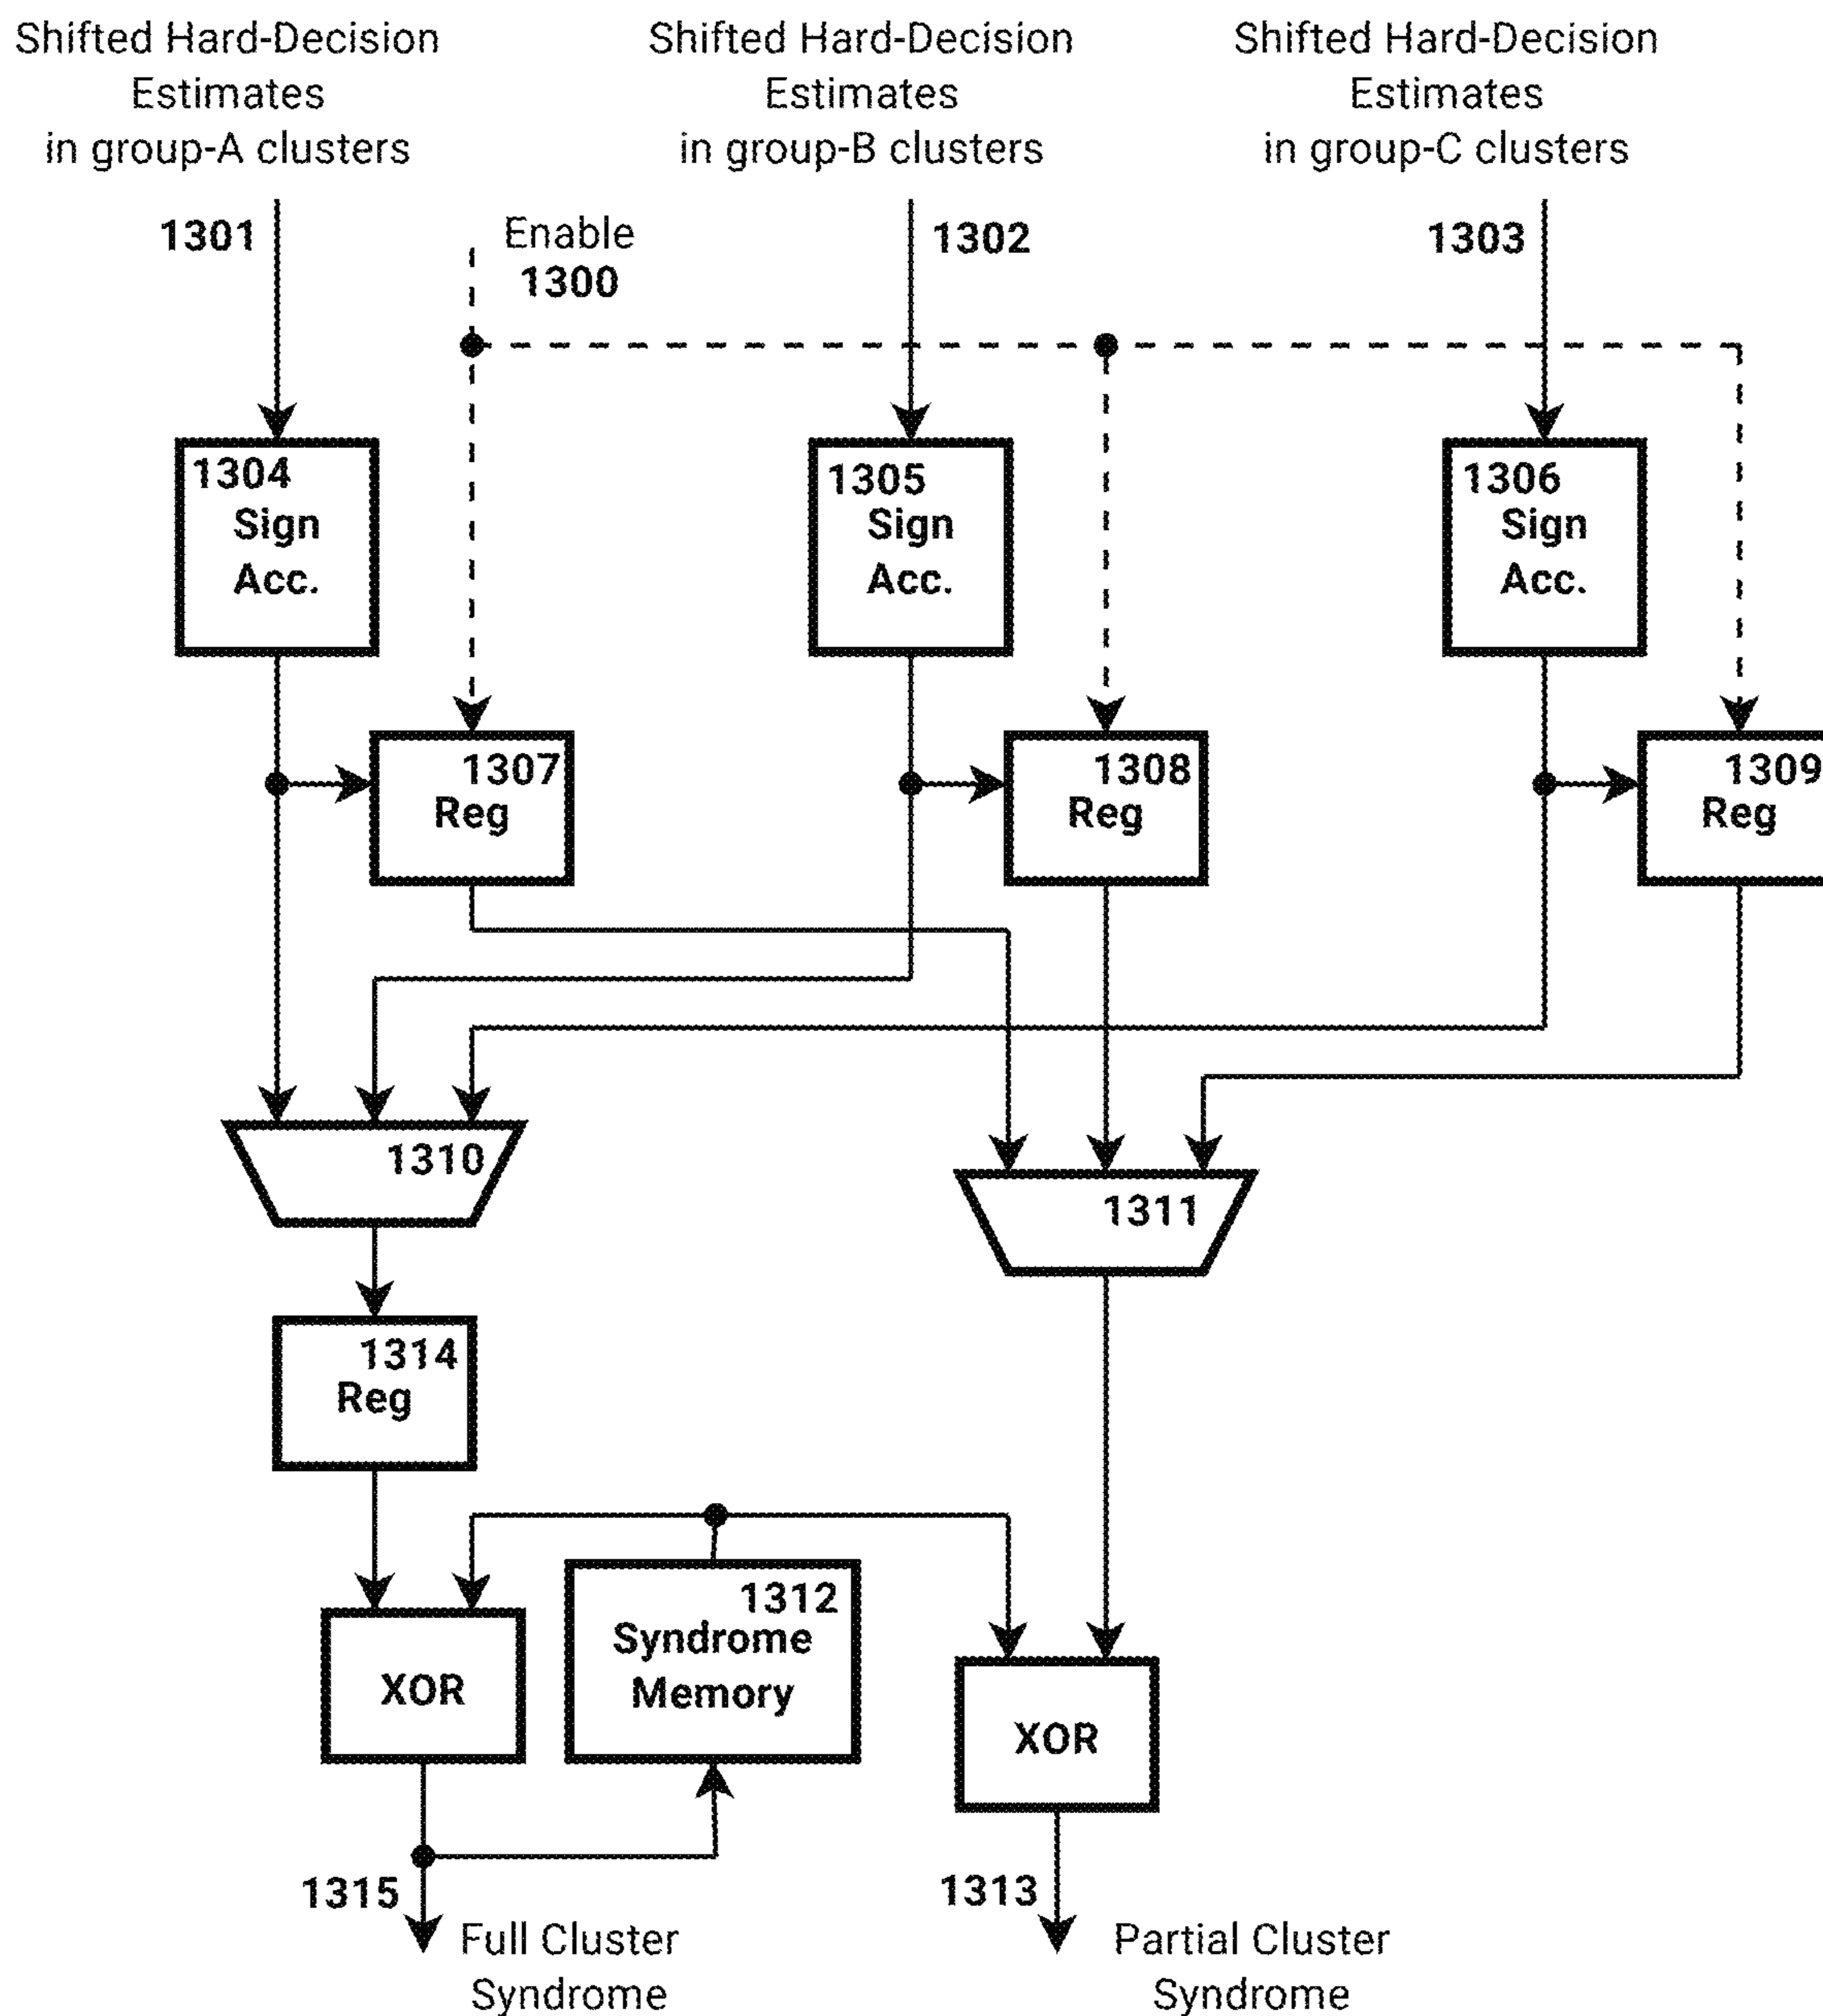 Shifted Hard-Decision
Estimates
in group-A clusters
Shifted Hard-Decision
Estimates
in group-B clusters
Shifted Hard-Decision
Estimates
in group-C clusters
1301
Enable
1300
1302
1303
1304
Sign
Acc.
1305
Sign
Acc.
1306
Sign
Acc.
1307
Reg
1308
Reg
1309
Reg
1310
1311
1314
Reg
1312
Syndrome
Memory
XOR
XOR
1315
Full Cluster
Syndrome
1313
Partial Cluster
Syndrome